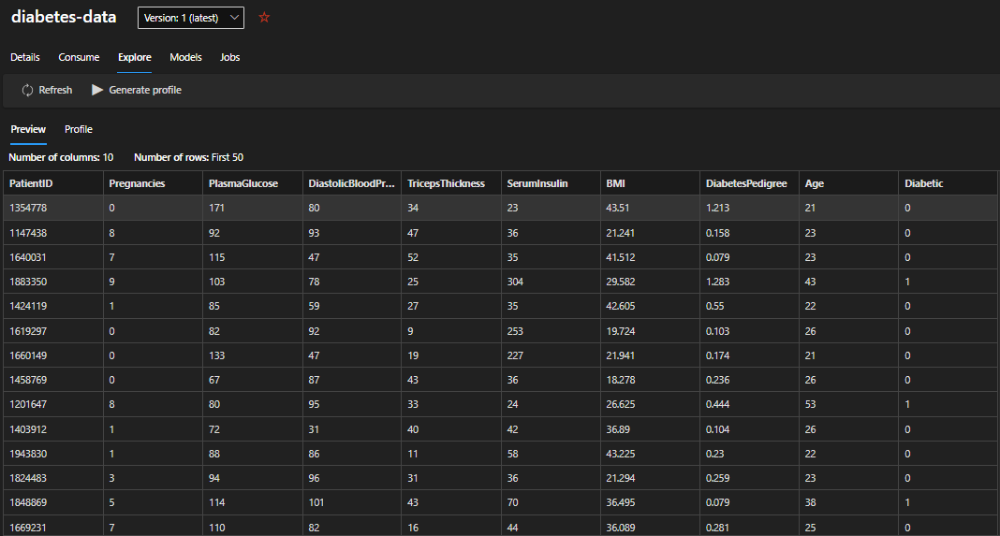 diabetes-data Version: 1 (latest)
Details Consume Explore Models Jobs
Refresh Generate profile
Preview Profile
Number of columns: 10 Number of rows: First 50
PatientID Pregnancies PlasmaGlucose DiastolicBloodPr... TricepsThickness SerumInsulin BMI DiabetesPedigree Age Diabetic
1354778 0 171 80 34 23 43.51 1.213 21 0
1147438 8 92 93 47 36 21.241 0.158 23 0
1640031 7 115 47 52 35 41.512 0.079 23 0
1883350 9 103 78 25 304 29.582 1.283 43 1
1424119 1 85 59 27 35 42.605 0.55 22 0
1619297 0 82 92 9 253 19.724 0.103 26 0
1660149 0 133 47 19 227 21.941 0.174 21 0
1458769 0 67 87 43 36 18.278 0.236 26 0
1201647 8 80 95 33 24 26.625 0.444 53 1
1403912 1 72 31 40 42 36.89 0.104 26 0
1943830 1 88 86 11 58 43.225 0.23 22 0
1824483 3 94 96 31 36 21.294 0.259 23 0
1848869 5 114 101 43 70 36.495 0.079 38 1
1669231 7 110 82 16 44 36.089 0.281 25 0